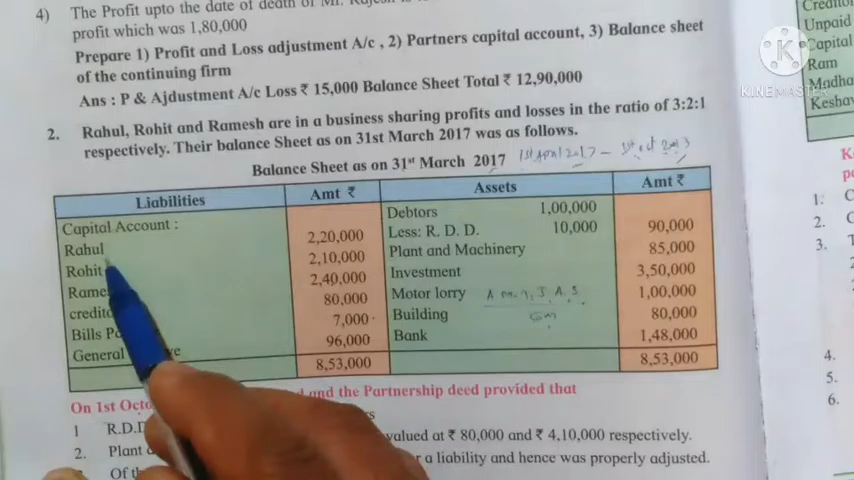 4) The Profit upto the date of death of Mr. Rajesh is
profit which was 1,80,000
Prepare 1) Profit and Loss adjustment A/c , 2) Partners capital account, 3) Balance sheet
of the continuing firm
Ans : P & Ajdustment A/c Loss ₹ 15,000 Balance Sheet Total ₹ 12,90,000
2. Rahul, Rohit and Ramesh are in a business sharing profits and losses in the ratio of 3:2:1
respectively. Their balance Sheet as on 31st March 2017 was as follows.
Balance Sheet as on 31st March 2017 1st April 2017 –
Liabilities Amt ₹ Assets Amt ₹
Capital Account : Debtors 1,00,000
Rahul 2,20,000 Less: R. D. D. 10,000 90,000
Rohit 2,10,000 Plant and Machinery 85,000
2,40,000 Investment 3,50,000
80,000 Motor lorry A M J J A S 1,00,000
Bills 7,000 Building 6m 80,000
General 96,000 Bank 1,48,000
8,53,000 8,53,000
On 1st and the Partnership deed provided that
1 R.D.D
2. Plant valued at ₹ 80,000 and ₹ 4,10,000 respectively.
Of a liability and hence was properly adjusted.
KINEMASTER
Creditor
Unpaid
Capital
Ram
Madha
Keshav
1.
2.
3.
4.
5.
6.